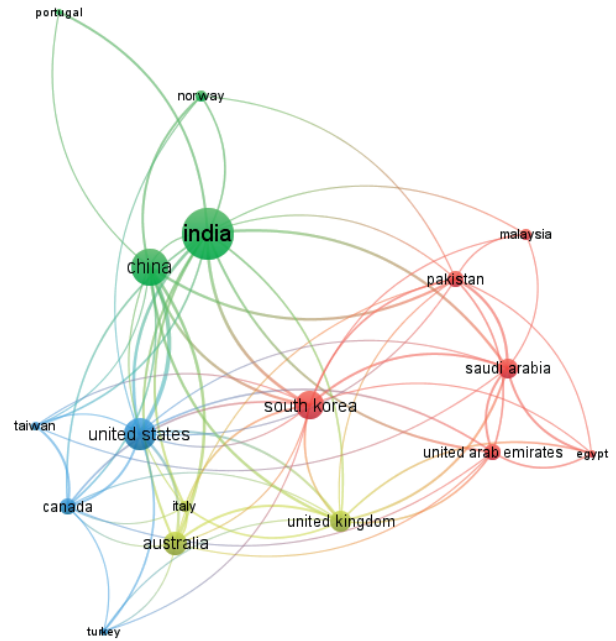 portugal
norway
india
malaysia
china
pakistan
saudi arabia
south korea
taiwan
united states
united arab emirates
egypt
canada
italy
united kingdom
australia
turkey